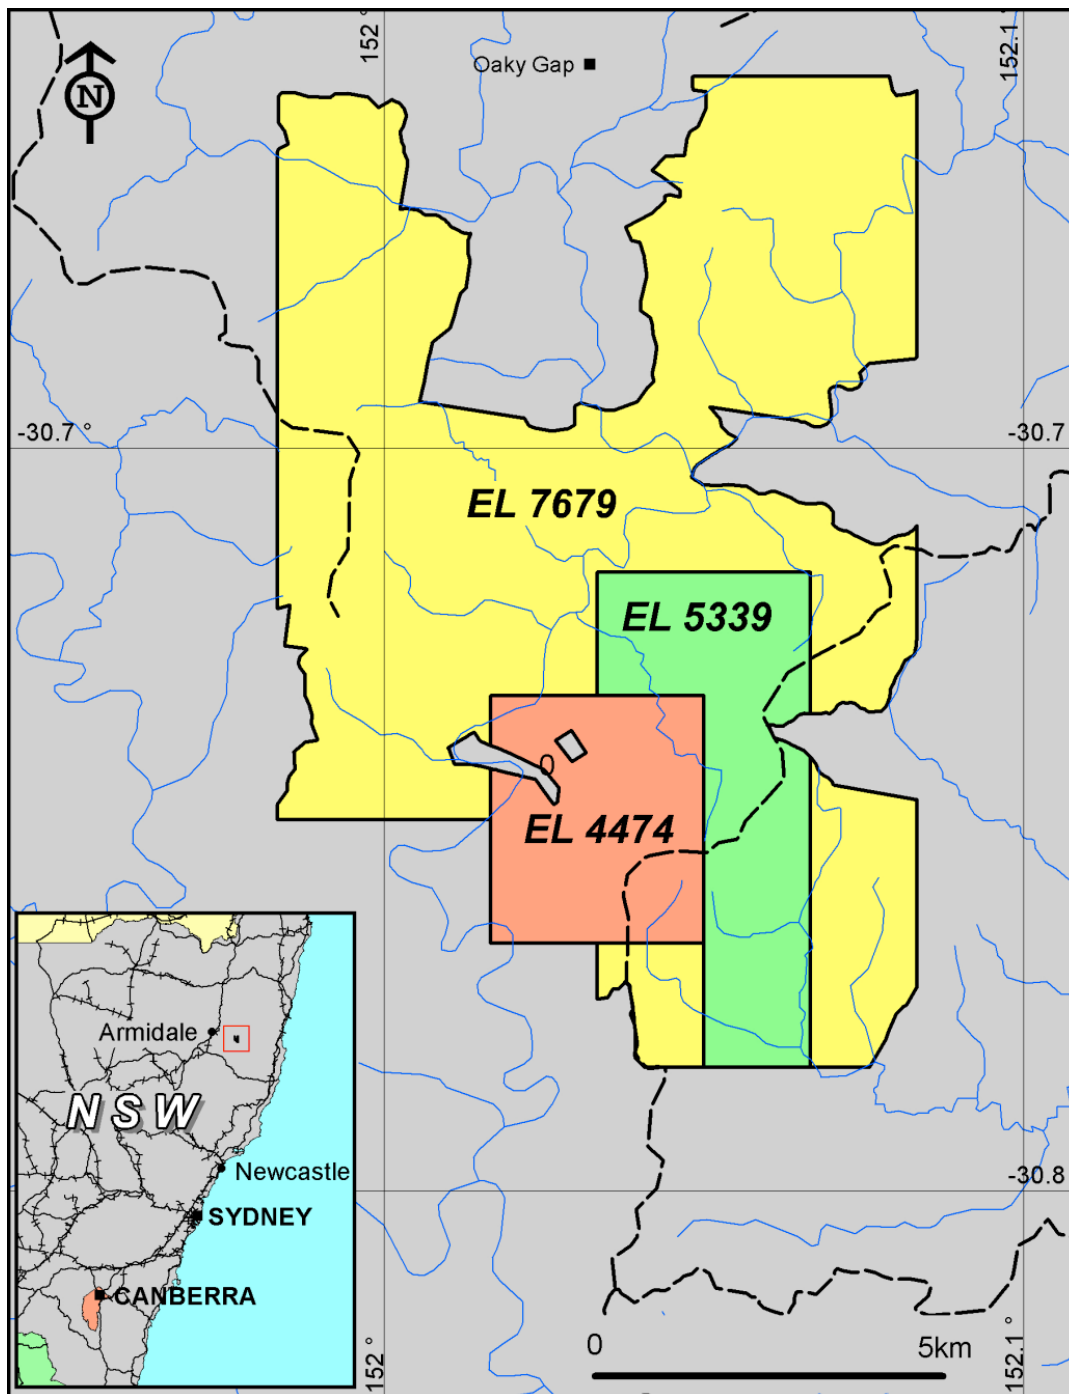 152 °
152.1
Oaky Gap
N
-30.7 °
-30.7
EL 7679
EL 5339
EL 4474
Armidale
NSW
Newcastle
SYDNEY
CANBERRA
-30.8
0
5km
152 °
152.1 °